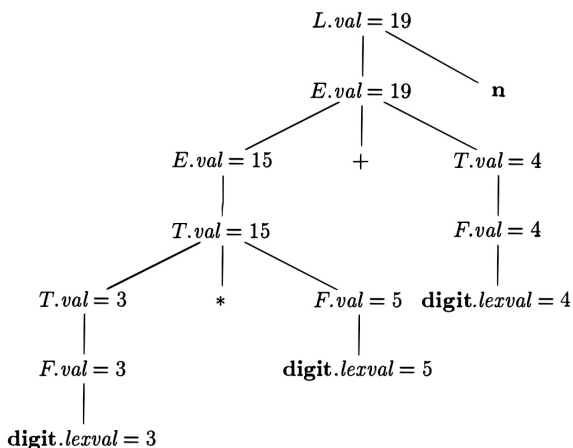 L.val = 19
E.val = 19 n
E.val = 15 + T.val = 4
T.val = 15 F.val = 4
T.val = 3 * F.val = 5 digit.lexval = 4
F.val = 3 digit.lexval = 5
digit.lexval = 3